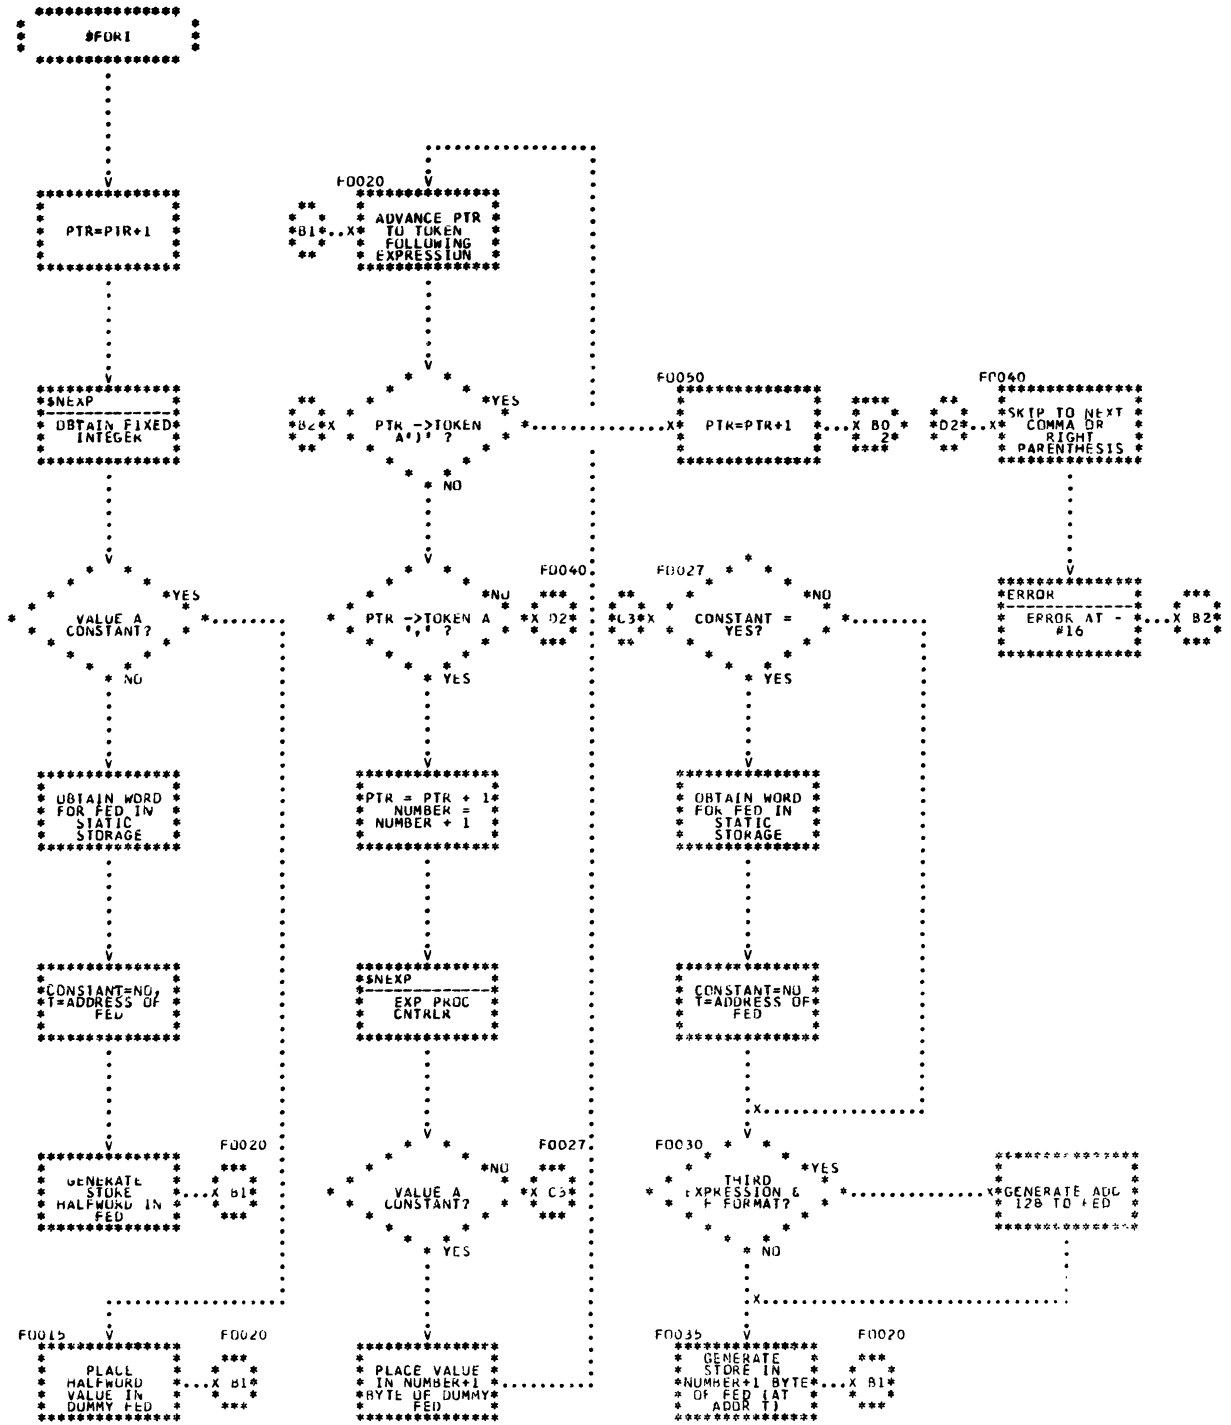 #FORI
PTR=PTR+1
$NEXP
OBTAIN FIXED
INTEGER
VALUE A
CONSTANT?
YES
NO
OBTAIN WORD
FOR FED IN
STATIC
STORAGE
CONSTANT=NO,
T=ADDRESS OF
FED
GENERATE
STORE
HALFWORD IN
FED
F0020
B1
F0015
PLACE
HALFWORD
VALUE IN
DUMMY FED
F0020
B1
F0020
B1
ADVANCE PTR
TO TOKEN
FOLLOWING
EXPRESSION
B2
PTR ->TOKEN
A')' ?
YES
NO
PTR ->TOKEN A
',' ?
NO
F0040
D2
YES
PTR = PTR + 1
NUMBER =
NUMBER + 1
$NEXP
EXP PROC
CNTRLR
VALUE A
CONSTANT?
NO
F0027
C3
YES
PLACE VALUE
IN NUMBER+1
BYTE OF DUMMY
FED
F0050
PTR=PTR+1
B0
2
F0027
C3
CONSTANT =
YES?
NO
YES
OBTAIN WORD
FOR FED IN
STATIC
STORAGE
CONSTANT=NO
T=ADDRESS OF
FED
F0030
THIRD
EXPRESSION &
F FORMAT?
YES
NO
GENERATE ADD
128 TO FED
F0035
GENERATE
STORE IN
NUMBER+1 BYTE
OF FED (AT
ADDR T)
F0020
B1
F0040
D2
SKIP TO NEXT
COMMA OR
RIGHT
PARENTHESIS
ERROR
ERROR AT -
#16
B2